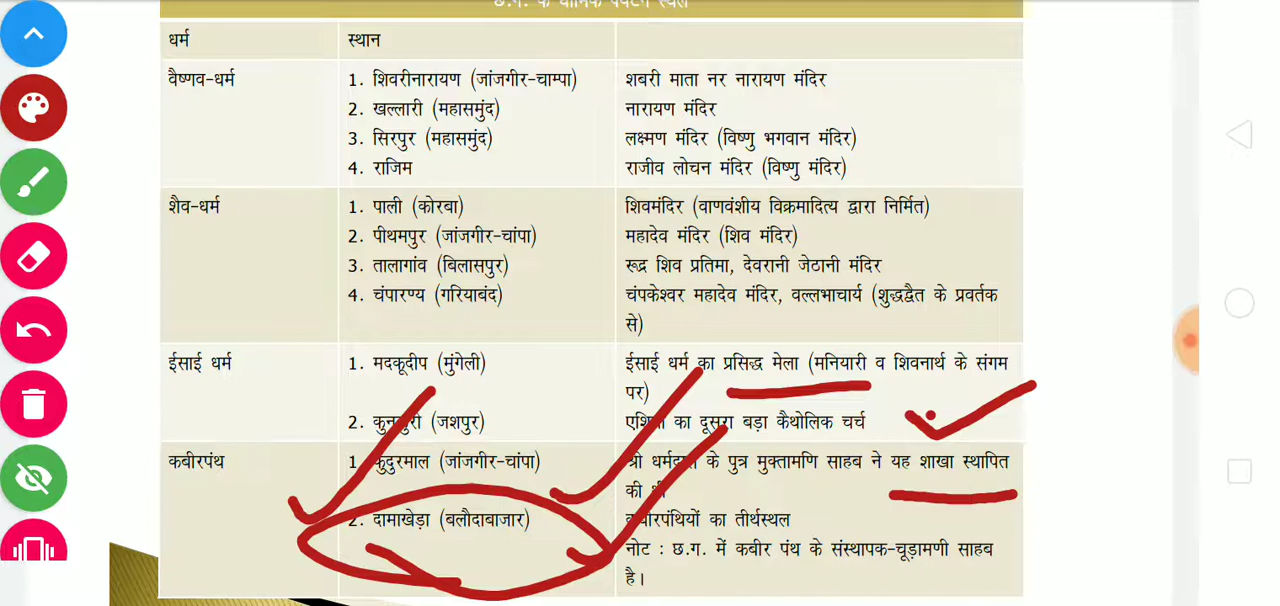 छ.ग. के धार्मिक पर्यटन स्थल
धर्म स्थान
वैष्णव-धर्म 1. शिवरीनारायण (जांजगीर-चाम्पा) शबरी माता नर नारायण मंदिर
2. खल्लारी (महासमुंद) नारायण मंदिर
3. सिरपुर (महासमुंद) लक्ष्मण मंदिर (विष्णु भगवान मंदिर)
4. राजिम राजीव लोचन मंदिर (विष्णु मंदिर)
शैव-धर्म 1. पाली (कोरबा) शिवमंदिर (वाणवंशीय विक्रमादित्य द्वारा निर्मित)
2. पीथमपुर (जांजगीर-चांपा) महादेव मंदिर (शिव मंदिर)
3. तालागांव (बिलासपुर) रूद्र शिव प्रतिमा, देवरानी जेठानी मंदिर
4. चंपारण्य (गरियाबंद) चंपकेश्वर महादेव मंदिर, वल्लभाचार्य (शुद्धद्वैत के प्रवर्तक
से)
ईसाई धर्म 1. मदकूदीप (मुंगेली) ईसाई धर्म का प्रसिद्ध मेला (मनियारी व शिवनार्थ के संगम
पर)
2. कुनकुरी (जशपुर) एशिया का दूसरा बड़ा कैथोलिक चर्च
कबीरपंथ 1. कुदुरमाल (जांजगीर-चांपा) श्री धर्मदास के पुत्र मुक्तामणि साहब ने यह शाखा स्थापित
की थी
2. दामाखेड़ा (बलौदाबाजार) कबीरपंथियों का तीर्थस्थल
नोट : छ.ग. में कबीर पंथ के संस्थापक-चूड़ामणी साहब
है।